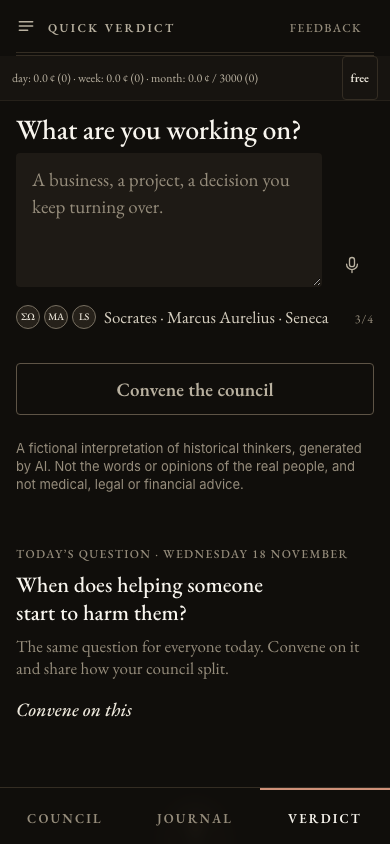 QUICK VERDICT
FEEDBACK
day: 0.0 ¢ (0) · week: 0.0 ¢ (0) · month: 0.0 ¢ / 3000 (0)
free
What are you working on?
A business, a project, a decision you
keep turning over.
ΣΩ MA LS Socrates · Marcus Aurelius · Seneca 3/4
Convene the council
A fictional interpretation of historical thinkers, generated
by AI. Not the words or opinions of the real people, and
not medical, legal or financial advice.
TODAY'S QUESTION · WEDNESDAY 18 NOVEMBER
When does helping someone
start to harm them?
The same question for everyone today. Convene on it
and share how your council split.
Convene on this
COUNCIL JOURNAL VERDICT